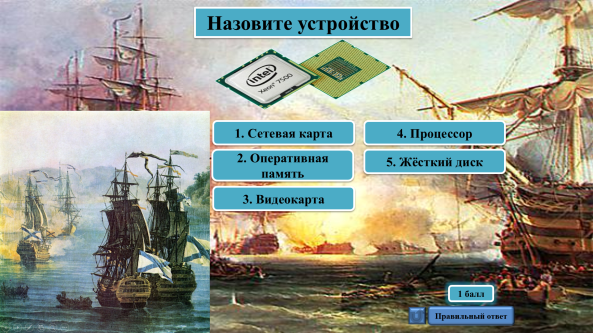 Назовите устройство
intel
Xeon 7500
1. Сетевая карта
4. Процессор
2. Оперативная
память
5. Жёсткий диск
3. Видеокарта
1 балл
Правильный ответ